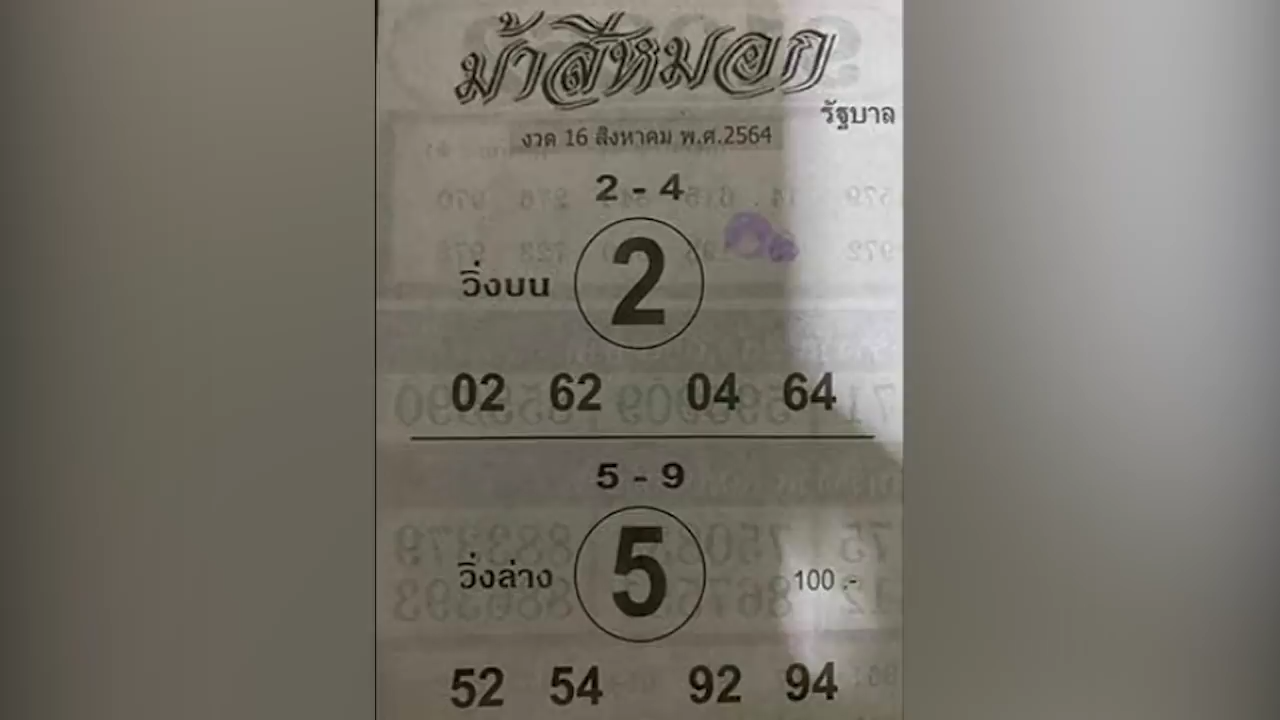 ม้าสีหมอก
รัฐบาล
งวด 16 สิงหาคม พ.ศ.2564
2 - 4
วิ่งบน 2
02 62 04 64
5 - 9
วิ่งล่าง 5 100 .-
52 54 92 94